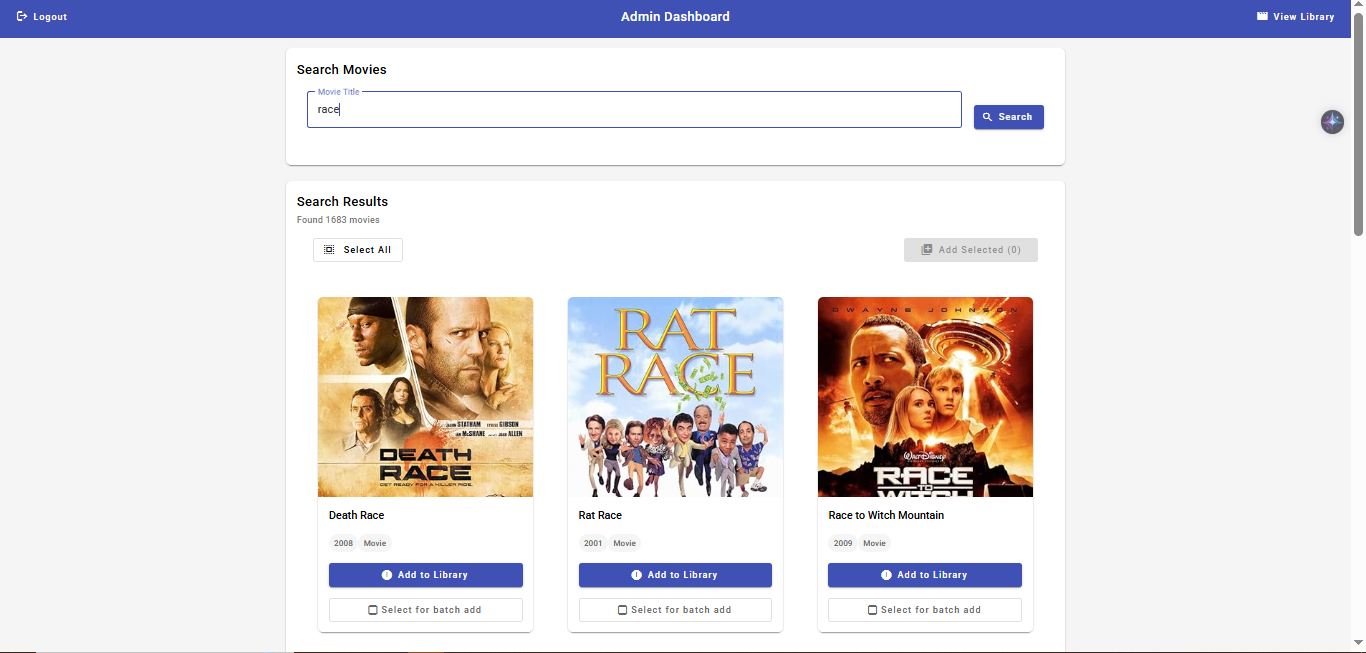 Logout
Admin Dashboard
View Library
Search Movies
Movie Title
race
Search
Search Results
Found 1683 movies
Select All
Add Selected (0)
JASON STATHAM TYRESE GIBSON
IAN McSHANE JOAN ALLEN
DEATH
RACE
GET READY FOR A KILLER RIDE.
RAT
RACE
DWAYNE JOHNSON
WALT DISNEY
RACE
TO
WITCH
Death Race
2008 Movie
Add to Library
Select for batch add
Rat Race
2001 Movie
Add to Library
Select for batch add
Race to Witch Mountain
2009 Movie
Add to Library
Select for batch add